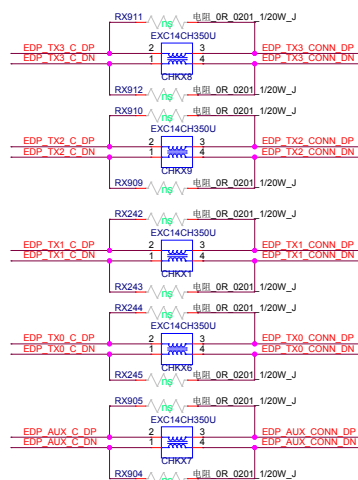 RX911 ns 电阻_0R_0201_1/20W_J
EXC14CH350U
EDP_TX3_C_DP 2 3 EDP_TX3_CONN_DP
EDP_TX3_C_DN 1 4 EDP_TX3_CONN_DN
CHKX8
RX912 ns 电阻_0R_0201_1/20W_J
RX910 ns 电阻_0R_0201_1/20W_J
EXC14CH350U
EDP_TX2_C_DP 2 3 EDP_TX2_CONN_DP
EDP_TX2_C_DN 1 4 EDP_TX2_CONN_DN
CHKX9
RX909 ns 电阻_0R_0201_1/20W_J
RX242 ns 电阻_0R_0201_1/20W_J
EXC14CH350U
EDP_TX1_C_DP 2 3 EDP_TX1_CONN_DP
EDP_TX1_C_DN 1 4 EDP_TX1_CONN_DN
CHKX1
RX243 ns 电阻_0R_0201_1/20W_J
RX244 ns 电阻_0R_0201_1/20W_J
EXC14CH350U
EDP_TX0_C_DP 2 3 EDP_TX0_CONN_DP
EDP_TX0_C_DN 1 4 EDP_TX0_CONN_DN
CHKX6
RX245 ns 电阻_0R_0201_1/20W_J
RX905 ns 电阻_0R_0201_1/20W_J
EXC14CH350U
EDP_AUX_C_DP 2 3 EDP_AUX_CONN_DP
EDP_AUX_C_DN 1 4 EDP_AUX_CONN_DN
CHKX7
RX904 ns 电阻_0R_0201_1/20W_J